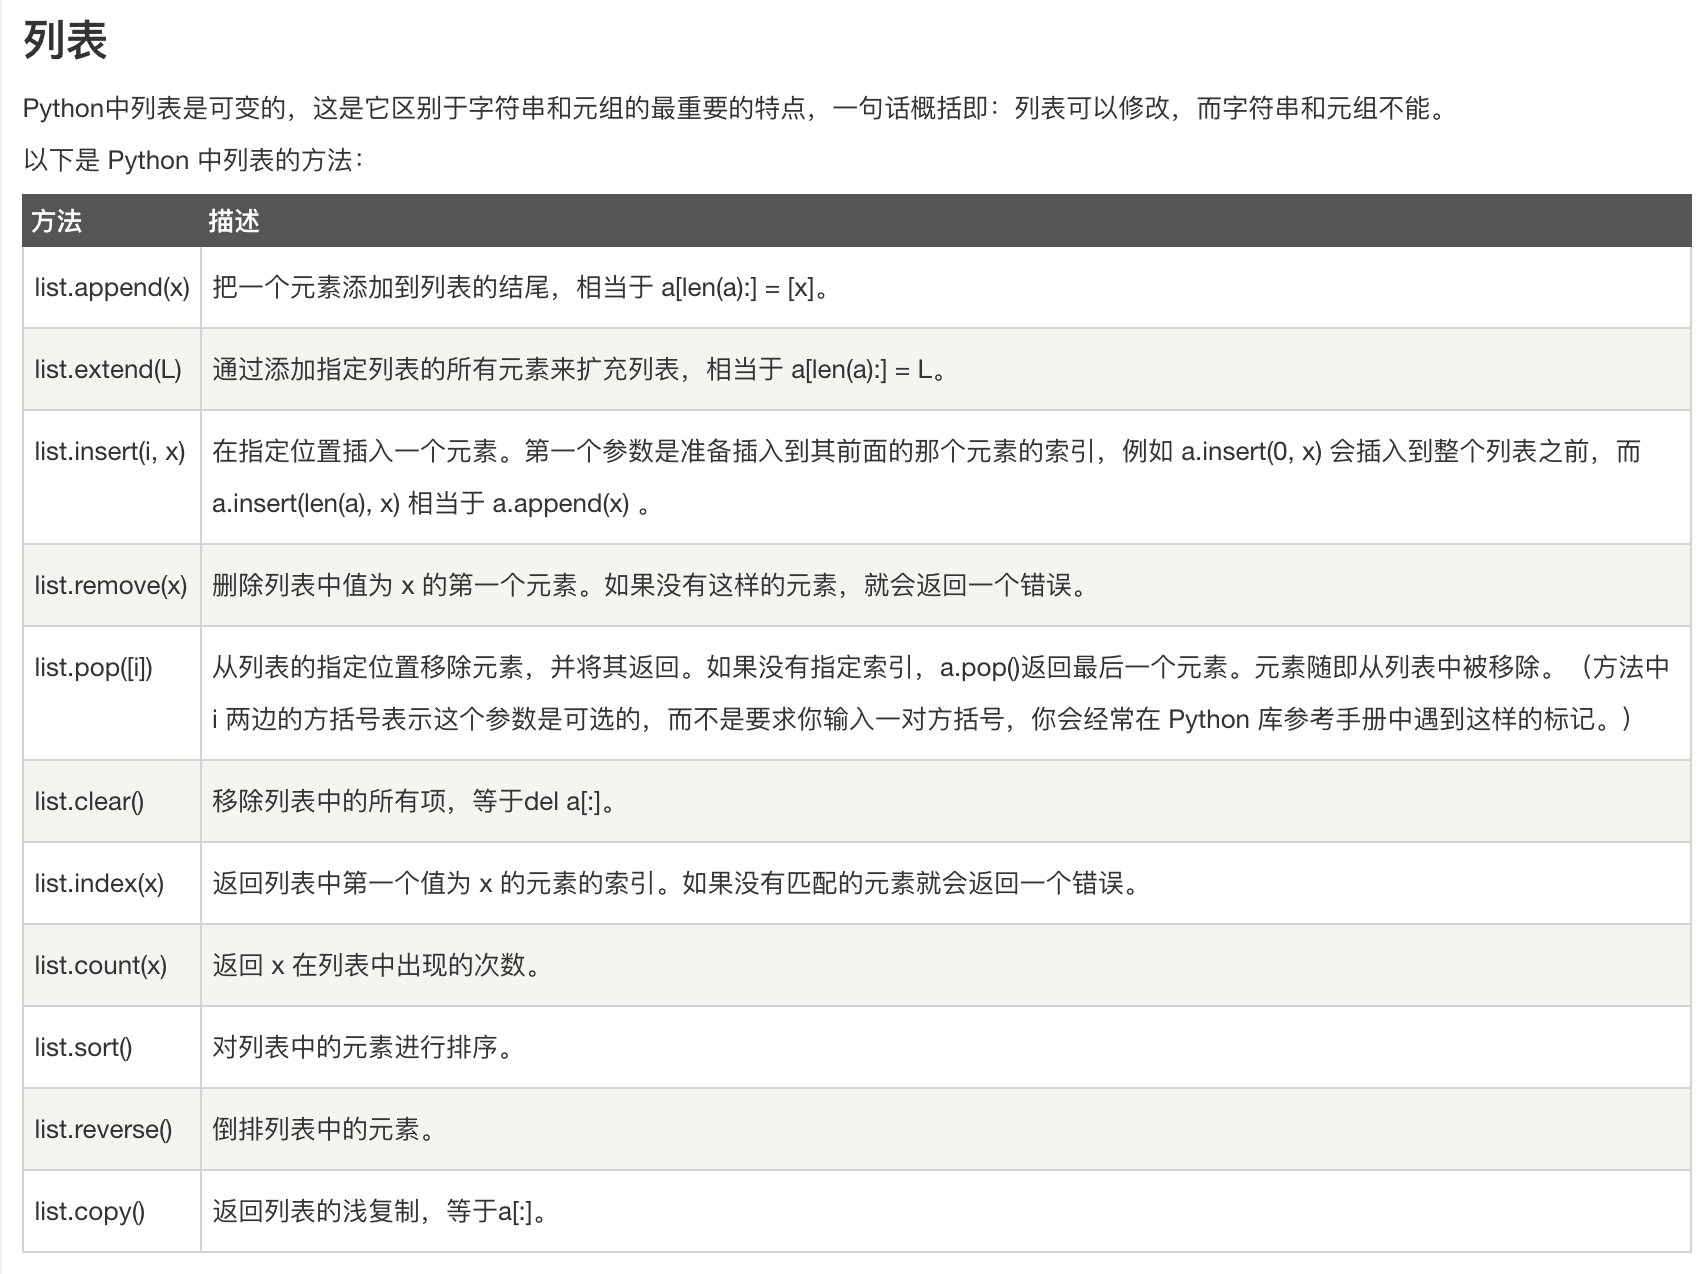 列表
Python中列表是可变的，这是它区别于字符串和元组的最重要的特点，一句话概括即：列表可以修改，而字符串和元组不能。
以下是 Python 中列表的方法：
方法 描述
list.append(x) 把一个元素添加到列表的结尾，相当于 a[len(a):] = [x]。
list.extend(L) 通过添加指定列表的所有元素来扩充列表，相当于 a[len(a):] = L。
list.insert(i, x) 在指定位置插入一个元素。第一个参数是准备插入到其前面的那个元素的索引，例如 a.insert(0, x) 会插入到整个列表之前，而
a.insert(len(a), x) 相当于 a.append(x) 。
list.remove(x) 删除列表中值为 x 的第一个元素。如果没有这样的元素，就会返回一个错误。
list.pop([i]) 从列表的指定位置移除元素，并将其返回。如果没有指定索引，a.pop()返回最后一个元素。元素随即从列表中被移除。（方法中
i 两边的方括号表示这个参数是可选的，而不是要求你输入一对方括号，你会经常在 Python 库参考手册中遇到这样的标记。）
list.clear() 移除列表中的所有项，等于del a[:]。
list.index(x) 返回列表中第一个值为 x 的元素的索引。如果没有匹配的元素就会返回一个错误。
list.count(x) 返回 x 在列表中出现的次数。
list.sort() 对列表中的元素进行排序。
list.reverse() 倒排列表中的元素。
list.copy() 返回列表的浅复制，等于a[:]。